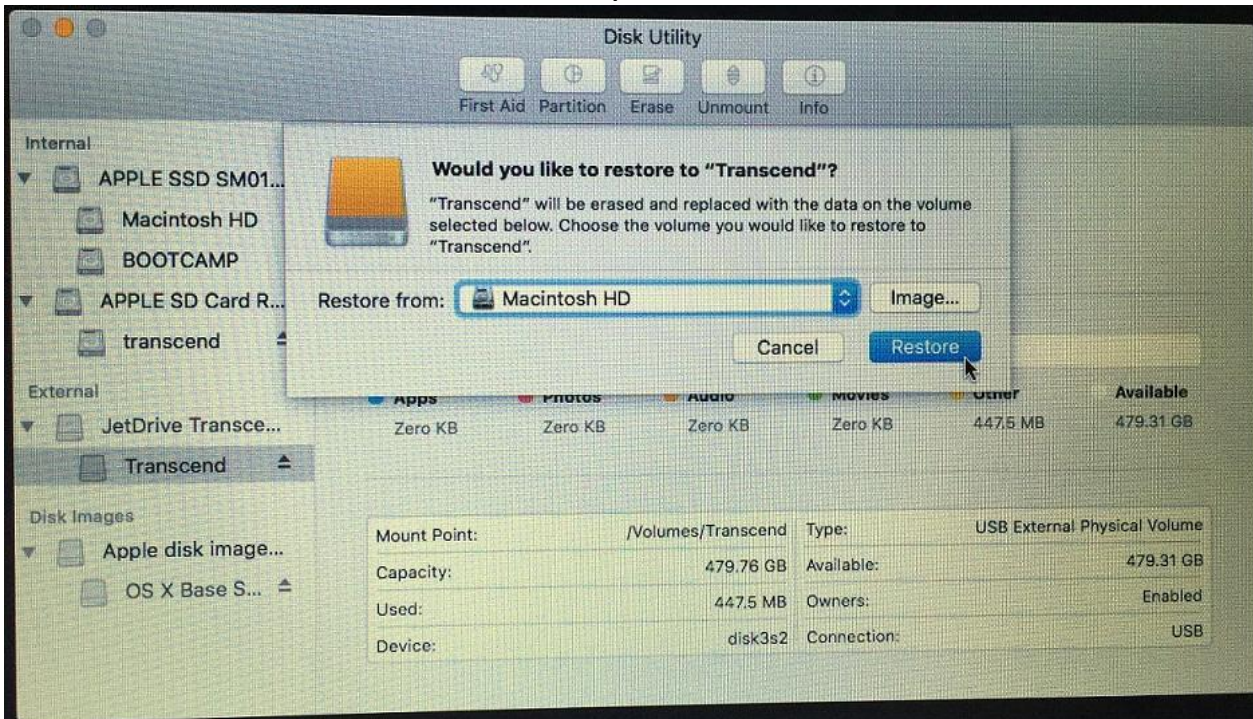 Disk Utility
First Aid Partition Erase Unmount Info
Internal
APPLE SSD SM01...
Macintosh HD
BOOTCAMP
APPLE SD Card R...
transcend
External
JetDrive Transce...
Transcend
Disk Images
Apple disk image...
OS X Base S...
Would you like to restore to “Transcend”?
“Transcend” will be erased and replaced with the data on the volume
selected below. Choose the volume you would like to restore to
“Transcend”.
Restore from: Macintosh HD Image...
Cancel Restore
Apps Photos Audio Movies Other Available
Zero KB Zero KB Zero KB Zero KB 447.5 MB 479.31 GB
Mount Point: /Volumes/Transcend Type: USB External Physical Volume
Capacity: 479.76 GB Available: 479.31 GB
Used: 447.5 MB Owners: Enabled
Device: disk3s2 Connection: USB